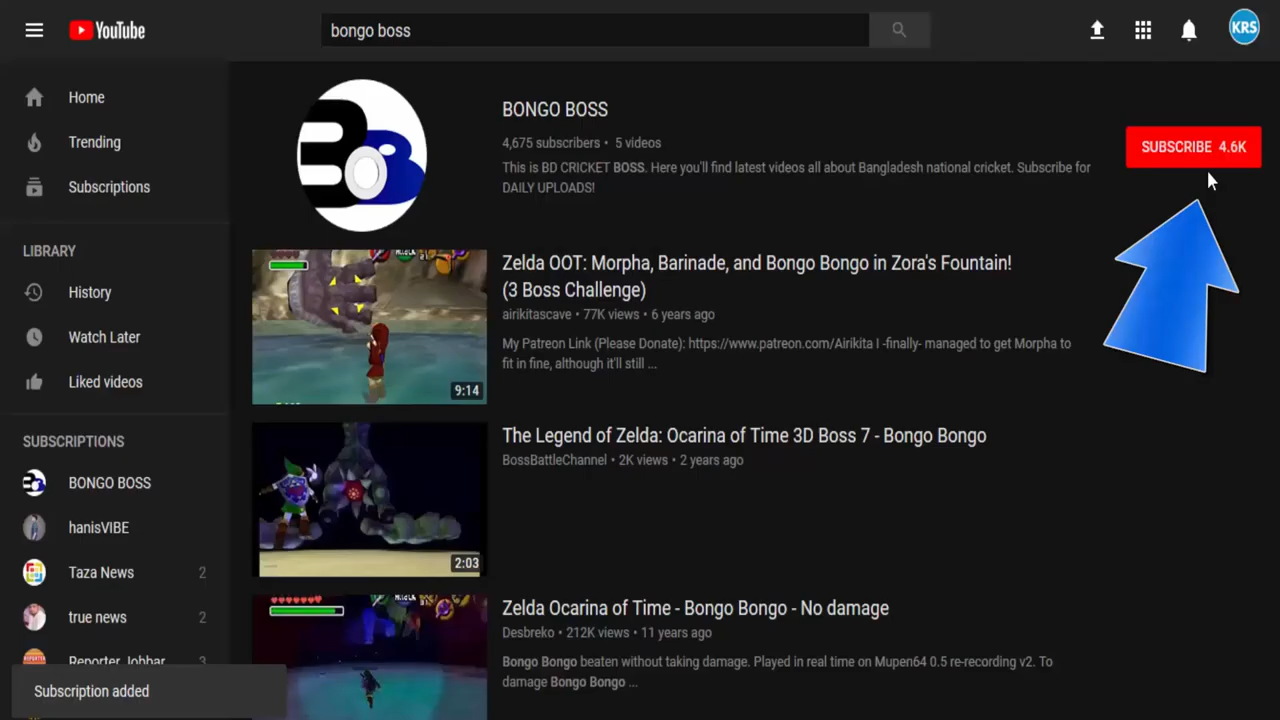 YouTube
bongo boss
KRS
Home
Trending
Subscriptions
LIBRARY
History
Watch Later
Liked videos
SUBSCRIPTIONS
BONGO BOSS
hanisVIBE
Taza News 2
true news 2
Reporter Jobbar 3
Subscription added
BONGO BOSS
4,675 subscribers • 5 videos
This is BD CRICKET BOSS. Here you'll find latest videos all about Bangladesh national cricket. Subscribe for
DAILY UPLOADS!
SUBSCRIBE 4.6K
Zelda OOT: Morpha, Barinade, and Bongo Bongo in Zora's Fountain!
(3 Boss Challenge)
airikitascave • 77K views • 6 years ago
My Patreon Link (Please Donate): https://www.patreon.com/Airikita I -finally- managed to get Morpha to
fit in fine, although it'll still ...
9:14
The Legend of Zelda: Ocarina of Time 3D Boss 7 - Bongo Bongo
BossBattleChannel • 2K views • 2 years ago
2:03
Zelda Ocarina of Time - Bongo Bongo - No damage
Desbreko • 212K views • 11 years ago
Bongo Bongo beaten without taking damage. Played in real time on Mupen64 0.5 re-recording v2. To
damage Bongo Bongo ...